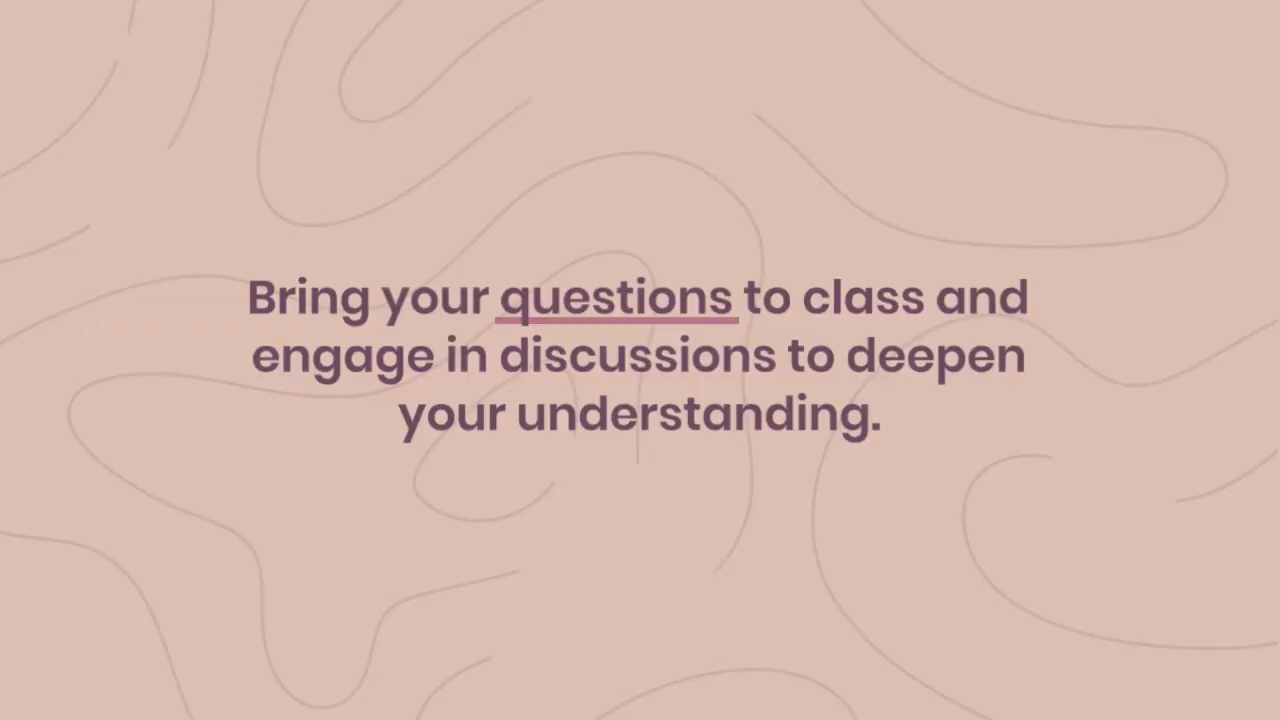 Bring your questions to class and
engage in discussions to deepen
your understanding.